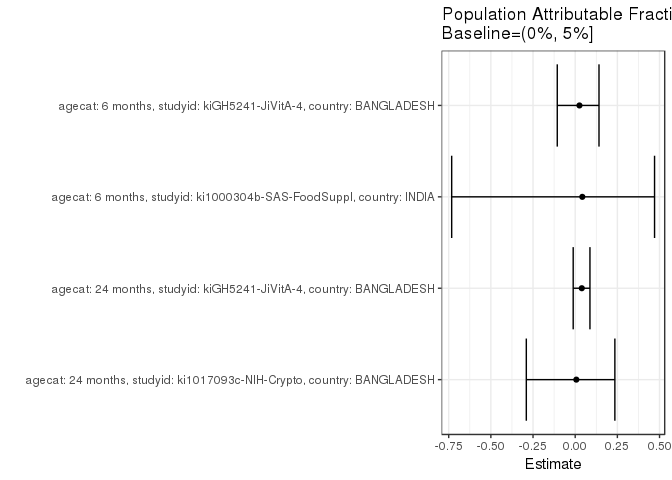 Population Attributable Fracti
Baseline=(0%, 5%]
agecat: 6 months, studyid: kiGH5241-JiVitA-4, country: BANGLADESH
agecat: 6 months, studyid: ki1000304b-SAS-FoodSuppl, country: INDIA
agecat: 24 months, studyid: kiGH5241-JiVitA-4, country: BANGLADESH
agecat: 24 months, studyid: ki1017093c-NIH-Crypto, country: BANGLADESH
-0.75 -0.50 -0.25 0.00 0.25 0.50
Estimate